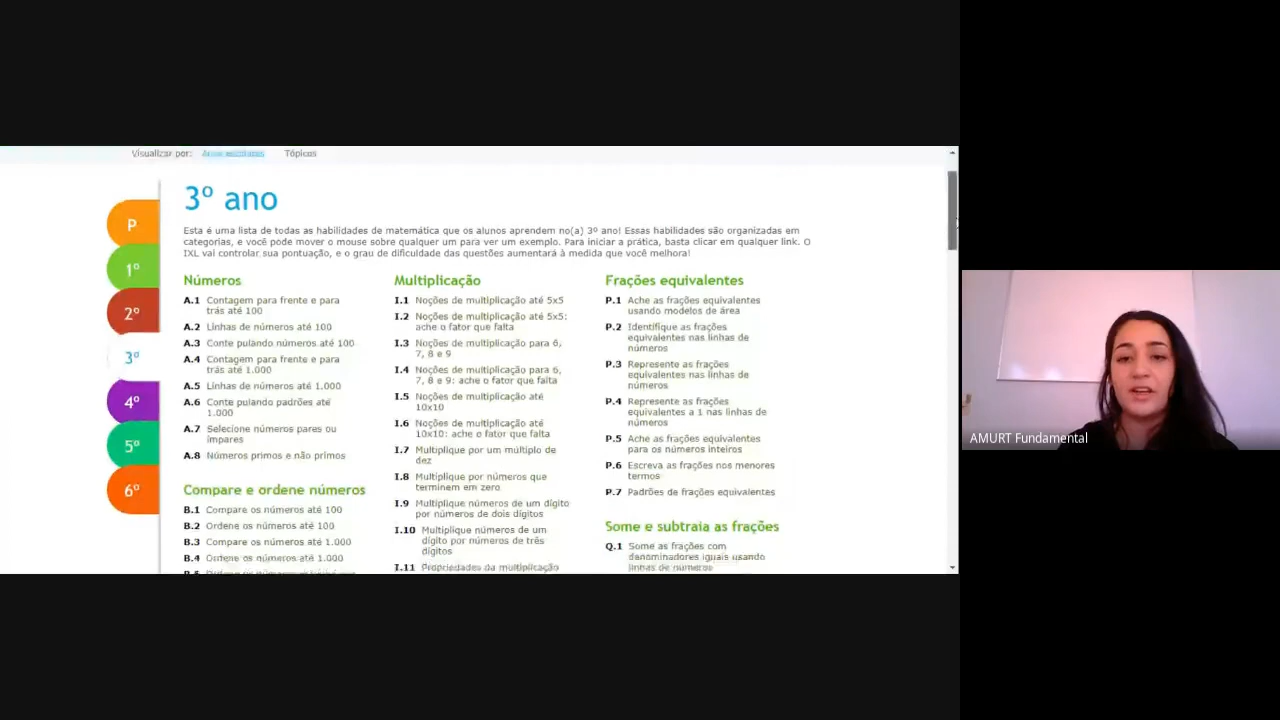 Visualizar por: Anos escolares Tópicos
3º ano
Esta é uma lista de todas as habilidades de matemática que os alunos aprendem no(a) 3º ano! Essas habilidades são organizadas em
categorias, e você pode mover o mouse sobre qualquer um para ver um exemplo. Para iniciar a prática, basta clicar em qualquer link. O
IXL vai controlar sua pontuação, e o grau de dificuldade das questões aumentará à medida que você melhora!
P
1º
2º
3º
4º
5º
6º
Números
A.1 Contagem para frente e para
trás até 100
A.2 Linhas de números até 100
A.3 Conte pulando números até 100
A.4 Contagem para frente e para
trás até 1.000
A.5 Linhas de números até 1.000
A.6 Conte pulando padrões até
1.000
A.7 Selecione números pares ou
ímpares
A.8 Números primos e não primos
Compare e ordene números
B.1 Compare os números até 100
B.2 Ordene os números até 100
B.3 Compare os números até 1.000
B.4 Ordene os números até 1.000
Multiplicação
I.1 Noções de multiplicação até 5x5
I.2 Noções de multiplicação até 5x5:
ache o fator que falta
I.3 Noções de multiplicação para 6,
7, 8 e 9
I.4 Noções de multiplicação para 6,
7, 8 e 9: ache o fator que falta
I.5 Noções de multiplicação até
10x10
I.6 Noções de multiplicação até
10x10: ache o fator que falta
I.7 Multiplique por um múltiplo de
dez
I.8 Multiplique por números que
terminem em zero
I.9 Multiplique números de um dígito
por números de dois dígitos
I.10 Multiplique números de um
dígito por números de três
dígitos
I.11 Propriedades da multiplicação
Frações equivalentes
P.1 Ache as frações equivalentes
usando modelos de área
P.2 Identifique as frações
equivalentes nas linhas de
números
P.3 Represente as frações
equivalentes nas linhas de
números
P.4 Represente as frações
equivalentes a 1 nas linhas de
números
P.5 Ache as frações equivalentes
para os números inteiros
P.6 Escreva as frações nos menores
termos
P.7 Padrões de frações equivalentes
Some e subtraia as frações
Q.1 Some as frações com
denominadores iguais usando
linhas de números
AMURT Fundamental